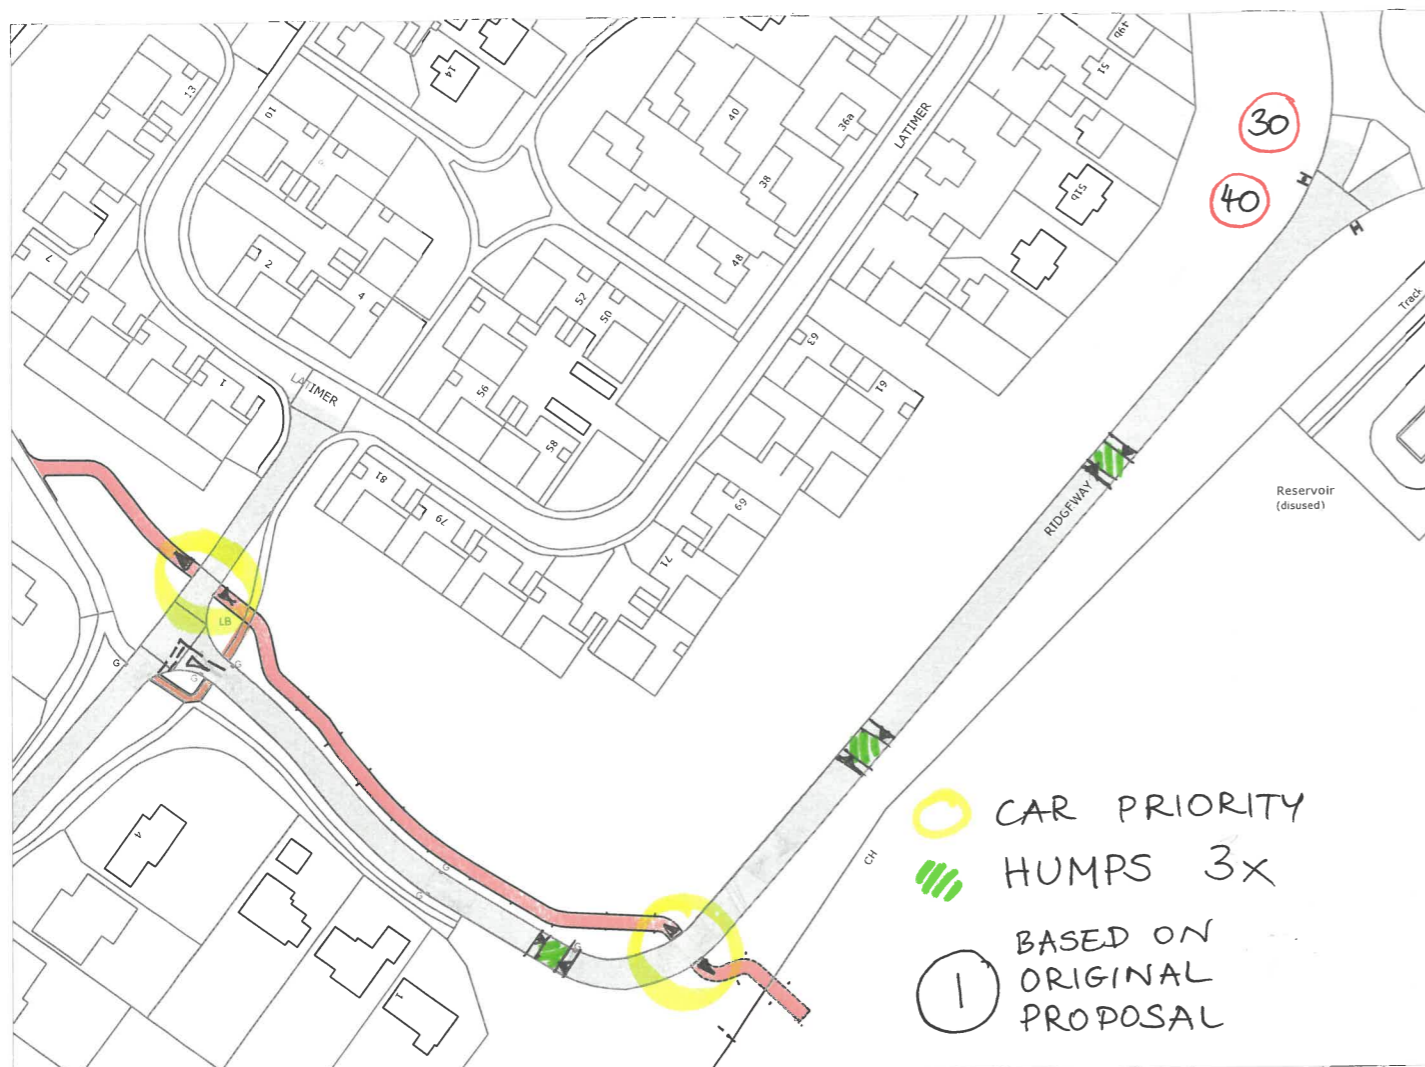 14
49b
51
13
10
40
36a
LATIMER
30
38
51b
40
7
2
48
4
52
50
Track
63
1
LATIMER
56
61
58
81
79
69
RIDGEWAY
Reservoir
(disused)
71
LB
G
G
G
4
CAR PRIORITY
CH
HUMPS 3x
G
G
G
BASED ON
1 ORIGINAL
PROPOSAL
1